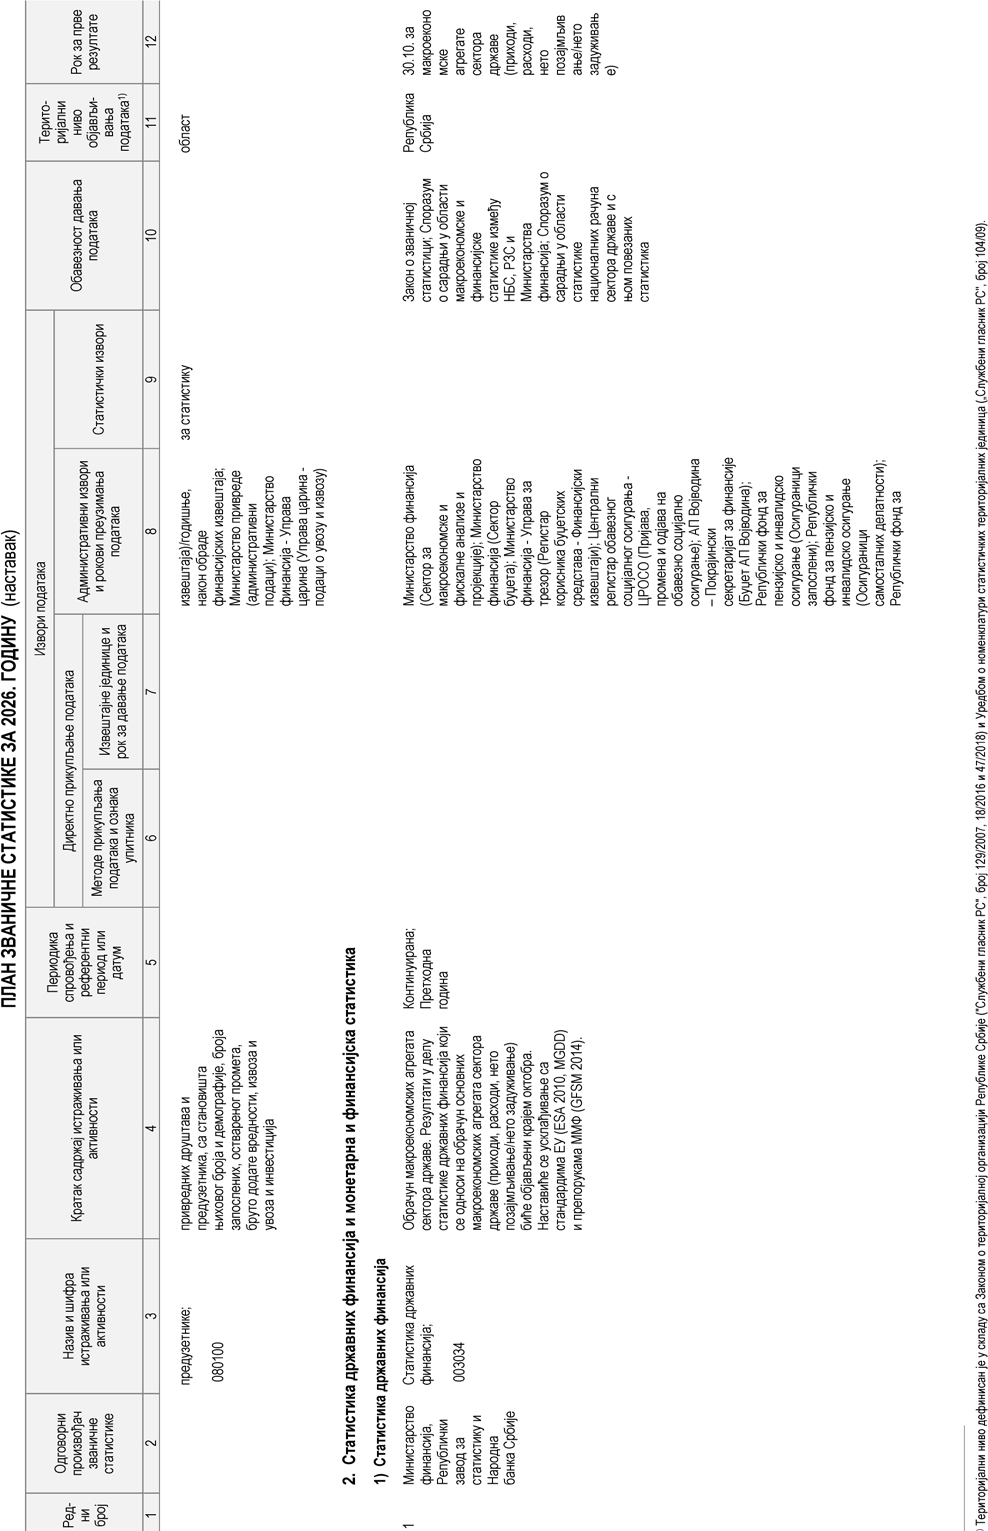 ПЛАН ЗВАНИЧНЕ СТАТИСТИКЕ ЗА 2026. ГОДИНУ (наставак)
Ред-
ни
број
Одговорни
произвођач
званичне
статистике
Назив и шифра
истраживања или
активности
Кратак садржај истраживања или
активности
Периодика
спровођења и
референтни
период или
датум
Извори података
Директно прикупљање података
Методе прикупљања
података и ознака
упитника
Извештајне јединице и
рок за давање података
Административни извори
и рокови преузимања
података
Статистички извори
Обавезност давања
података
Терито-
ријални
ниво
објављи-
вања
података1)
Рок за прве
резултате
1
2
3
4
5
6
7
8
9
10
11
12
предузетнике;
080100
привредних друштава и
предузетника, са становишта
њиховог броја и демографије, броја
запослених, оствареног промета,
бруто додате вредности, извоза и
увоза и инвестиција
извештаја)/годишње,
након обраде
финансијских извештаја;
Министарство привреде
(административни
подаци); Министарство
финансија - Управа
царина (Управа царина -
подаци о увозу и извозу)
за статистику
област
2. Статистика државних финансија и монетарна и финансијска статистика
1) Статистика државних финансија
1
Министарство
финансија,
Републички
завод за
статистику и
Народна
банка Србије
Статистика државних
финансија;
003034
Обрачун макроекономских агрегата
сектора државе. Резултати у делу
статистике државних финансија који
се односи на обрачун основних
макроекономских агрегата сектора
државе (приходи, расходи, нето
позајмљивање/нето задуживање)
биће објављени крајем октобра.
Наставиће се усклађивање са
стандардима ЕУ (ESA 2010, MGDD)
и препорукама ММФ (GFSM 2014).
Континуирана;
Претходна
година
Министарство финансија
(Сектор за
макроекономске и
фискалне анализе и
пројекције); Министарство
финансија (Сектор
буџета); Министарство
финансија - Управа за
трезор (Регистар
корисника буџетских
средстава - Финансијски
извештаји); Централни
регистар обавезног
социјалног осигурања -
ЦРОСО (Пријава,
промена и одјава на
обавезно социјално
осигурање); АП Војводина
– Покрајински
секретаријат за финансије
(Буџет АП Војводина);
Републички фонд за
пензијско и инвалидско
осигурање (Осигураници
запослени); Републички
фонд за пензијско и
инвалидско осигурање
(Осигураници
самосталних делатности);
Републички фонд за
Закон о званичној
статистици; Споразум
о сарадњи у области
макроекономске и
финансијске
статистике између
НБС, РЗС и
Министарства
финансија; Споразум о
сарадњи у области
статистике
националних рачуна
сектора државе и с
њом повезаних
статистика
Република
Србија
30.10. за
макроеконо
мске
агрегате
сектора
државе
(приходи,
расходи,
нето
позајмљив
ање/нето
задуживањ
е)
) Територијални ниво дефинисан је у складу са Законом о територијалној организацији Републике Србије ("Службени гласник РС", број 129/2007, 18/2016 и 47/2018) и Уредбом о номенклатури статистичких територијалних јединица („Службени гласник РС", број 104/09).